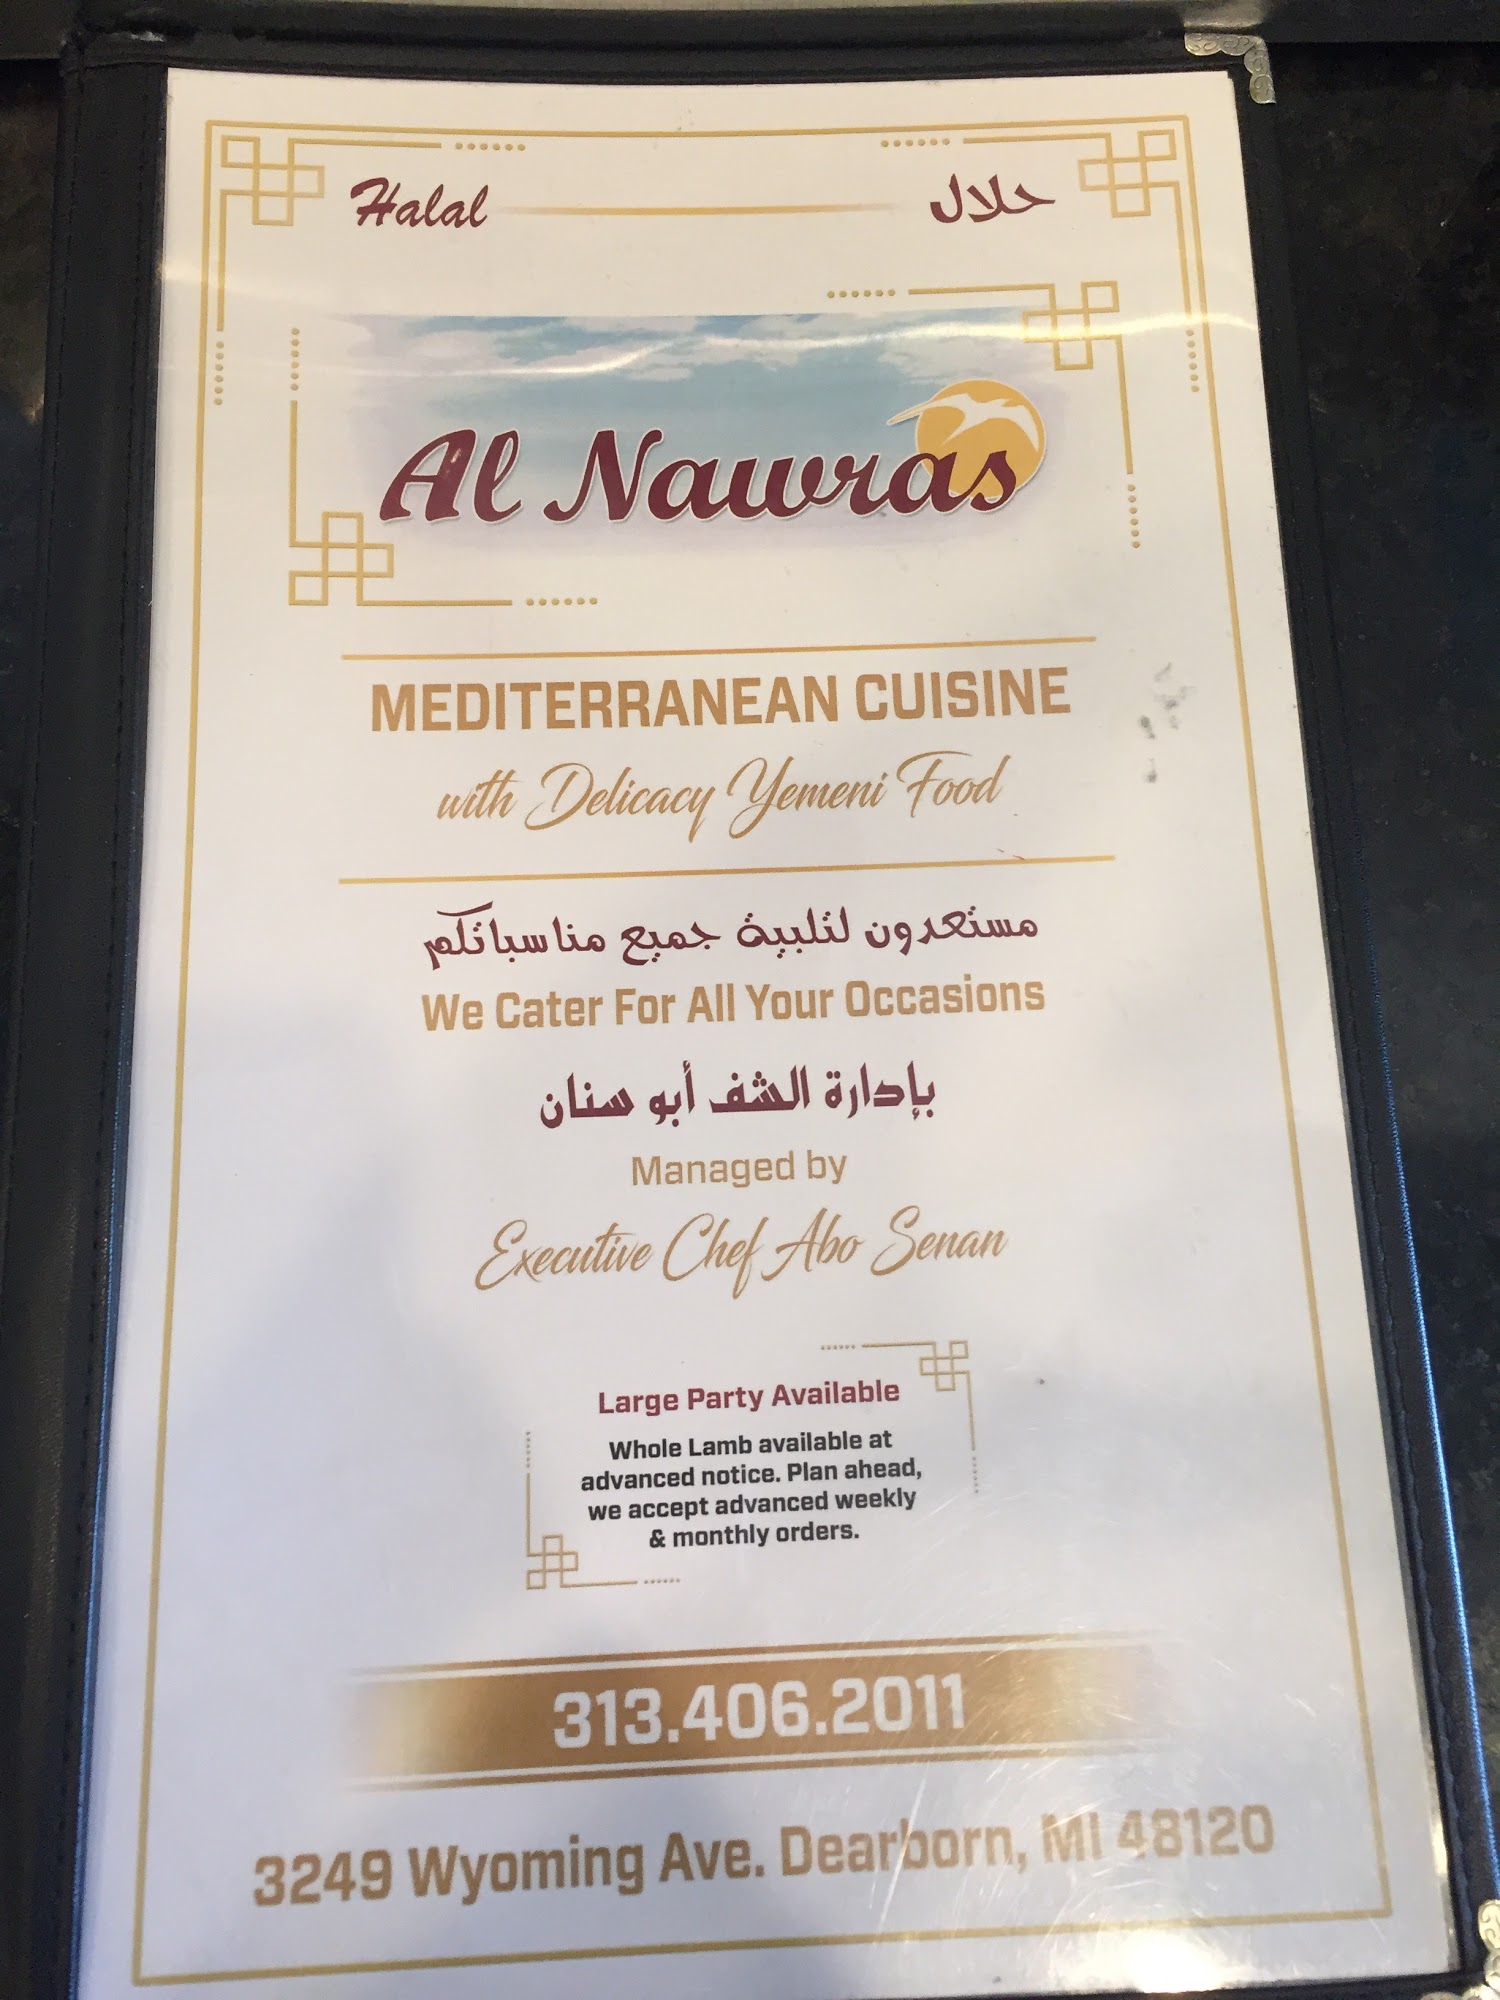 Halal
حلال
Al Nawras
MEDITERRANEAN CUISINE
with Delicacy Yemeni Food
مستعدون لتلبية جميع مناسباتكم
We Cater For All Your Occasions
بإدارة الشف أبو سنان
Managed by
Executive Chef Abo Senan
Large Party Available
Whole Lamb available at
advanced notice. Plan ahead,
we accept advanced weekly
& monthly orders.
313.406.2011
3249 Wyoming Ave. Dearborn, MI 48120